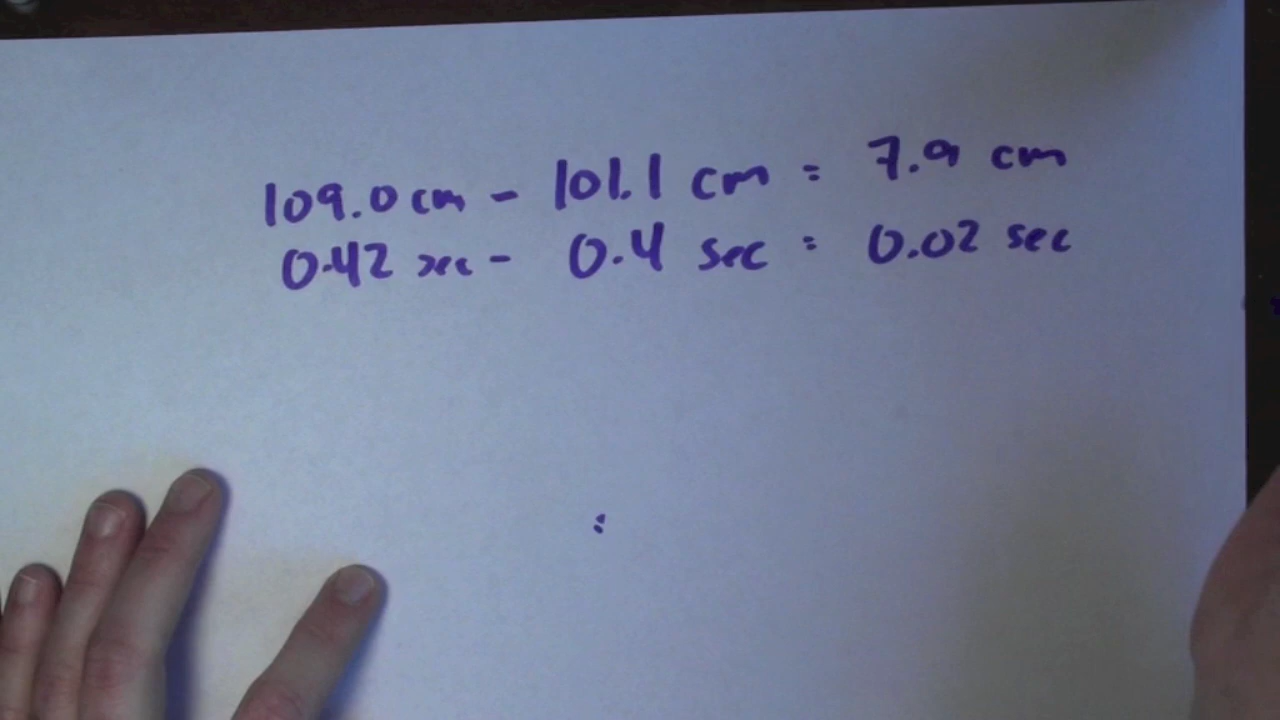 109.0 cm - 101.1 cm = 7.9 cm
0.42 sec - 0.4 sec = 0.02 sec